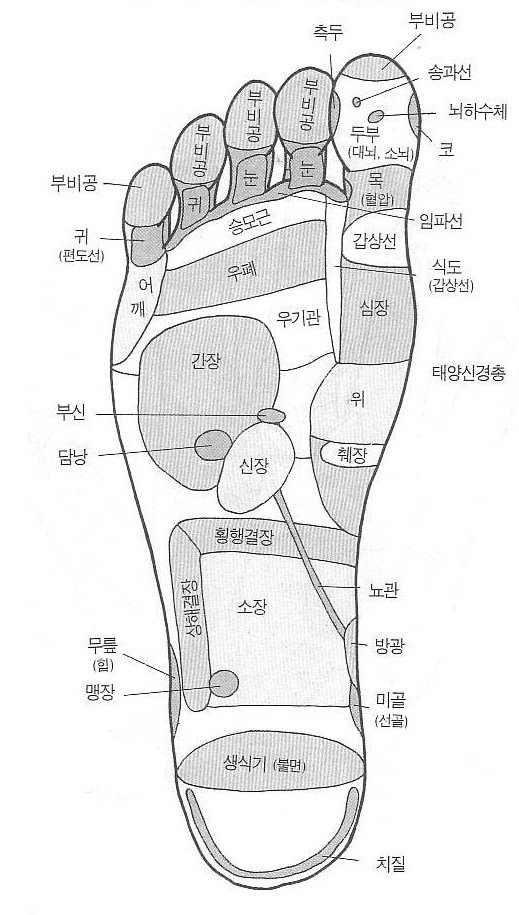 부비공
측두
송과선
뇌하수체
코
부비공
부비공
부비공
두부
(대뇌, 소뇌)
부비공
눈
눈
귀
목
(혈압)
귀
(편도선)
임파선
승모근
갑상선
식도
(갑상선)
어깨
우폐
우기관
심장
간장
태양신경총
위
부신
담낭
신장
췌장
횡행결장
상해결장
소장
뇨관
무릎
(힙)
방광
맹장
미골
(선골)
생식기 (불면)
치질